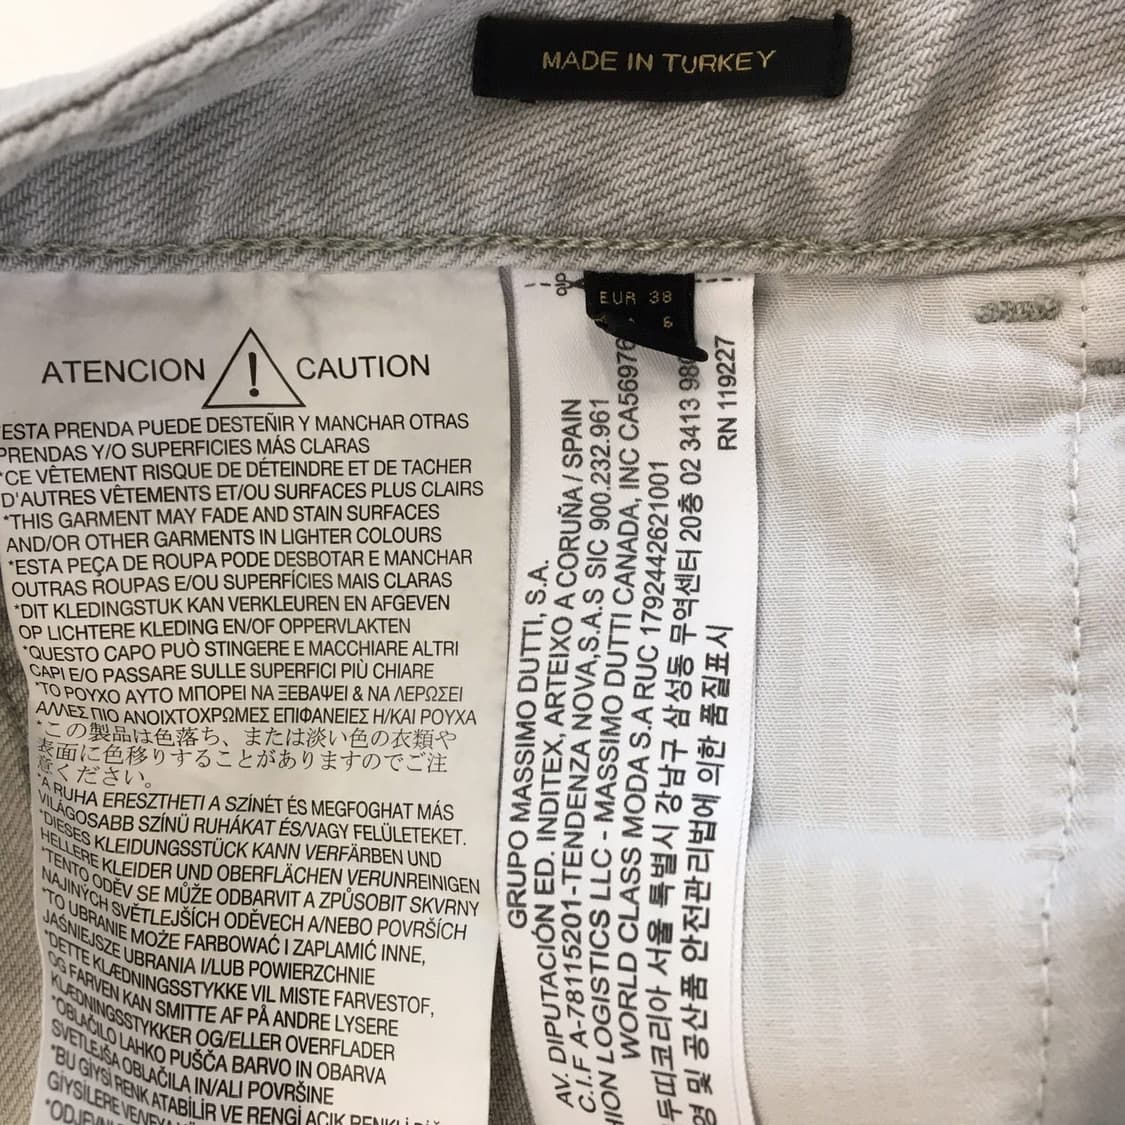 MADE IN TURKEY
EUR 38
6
ATENCION ! CAUTION
*ESTA PRENDA PUEDE DESTEÑIR Y MANCHAR OTRAS
PRENDAS Y/O SUPERFICIES MÁS CLARAS
*CE VÊTEMENT RISQUE DE DÉTEINDRE ET DE TACHER
D'AUTRES VÊTEMENTS ET/OU SURFACES PLUS CLAIRS
*THIS GARMENT MAY FADE AND STAIN SURFACES
AND/OR OTHER GARMENTS IN LIGHTER COLOURS
*ESTA PEÇA DE ROUPA PODE DESBOTAR E MANCHAR
OUTRAS ROUPAS E/OU SUPERFÍCIES MAIS CLARAS
*DIT KLEDINGSTUK KAN VERKLEUREN EN AFGEVEN
OP LICHTERE KLEDING EN/OF OPPERVLAKTEN
*QUESTO CAPO PUÒ STINGERE E MACCHIARE ALTRI
CAPI E/O PASSARE SULLE SUPERFICI PIÙ CHIARE
*ΤΟ ΡΟΥΧΟ ΑΥΤΟ ΜΠΟΡΕΙ ΝΑ ΞΕΒΑΨΕΙ & ΝΑ ΛΕΡΩΣΕΙ
ΑΛΛΕΣ ΠΙΟ ΑΝΟΙΧΤΟΧΡΩΜΕΣ ΕΠΙΦΑΝΕΙΕΣ Η/ΚΑΙ ΡΟΥΧΑ
*この製品は色落ち、または淡い色の衣類や
表面に色移りすることがありますのでご注
意ください。
*A RUHA ERESZTHETI A SZÍNÉT ÉS MEGFOGHAT MÁS
VILÁGOSABB SZÍNÜ RUHÁKAT ÉS/VAGY FELÜLETEKET.
*DIESES KLEIDUNGSSTÜCK KANN VERFÄRBEN UND
HELLERE KLEIDER UND OBERFLÄCHEN VERUNREINIGEN
*TENTO ODĚV SE MŮŽE ODBARVIT A ZPŮSOBIT SKVRNY
NAJINÝCH SVĚTLEJŠÍCH ODĚVECH A/NEBO POVRŠÍCH
*TO UBRANIE MOŻE FARBOWAĆ I ZAPLAMIĆ INNE,
JAŚNIEJSZE UBRANIA I/LUB POWIERZCHNIE
*DETTE KLÆDNINGSSTYKKE VIL MISTE FARVESTOF,
OG FARVEN KAN SMITTE AF PÅ ANDRE LYSERE
KLÆDNINGSSTYKKER OG/ELLER OVERFLADER
*OBLAČILO LAHKO PUŠČA BARVO IN OBARVA
SVETLEJŠA OBLAČILA IN/ALI POVRŠINE
*BU GİYSİ RENK ATABİLİR VE RENGİ AÇIK RENKLİ
GİYSİLERE VE/VEYA
GRUPO MASSIMO DUTTI, S.A.
AV. DIPUTACIÓN ED. INDITEX, ARTEIXO A CORUÑA / SPAIN
C.I.F A-78115201-TENDENZA NOVA,S.A.S SIC 900.232.961
HION LOGISTICS LLC - MASSIMO DUTTI CANADA, INC CA56976
WORLD CLASS MODA S.A RUC 1792442621001
두띠코리아 서울 특별시 강남구 삼성동 무역센터 20층 02 3413 98
영 및 공산품 안전관리법에 의한 품질표시
RN 119227